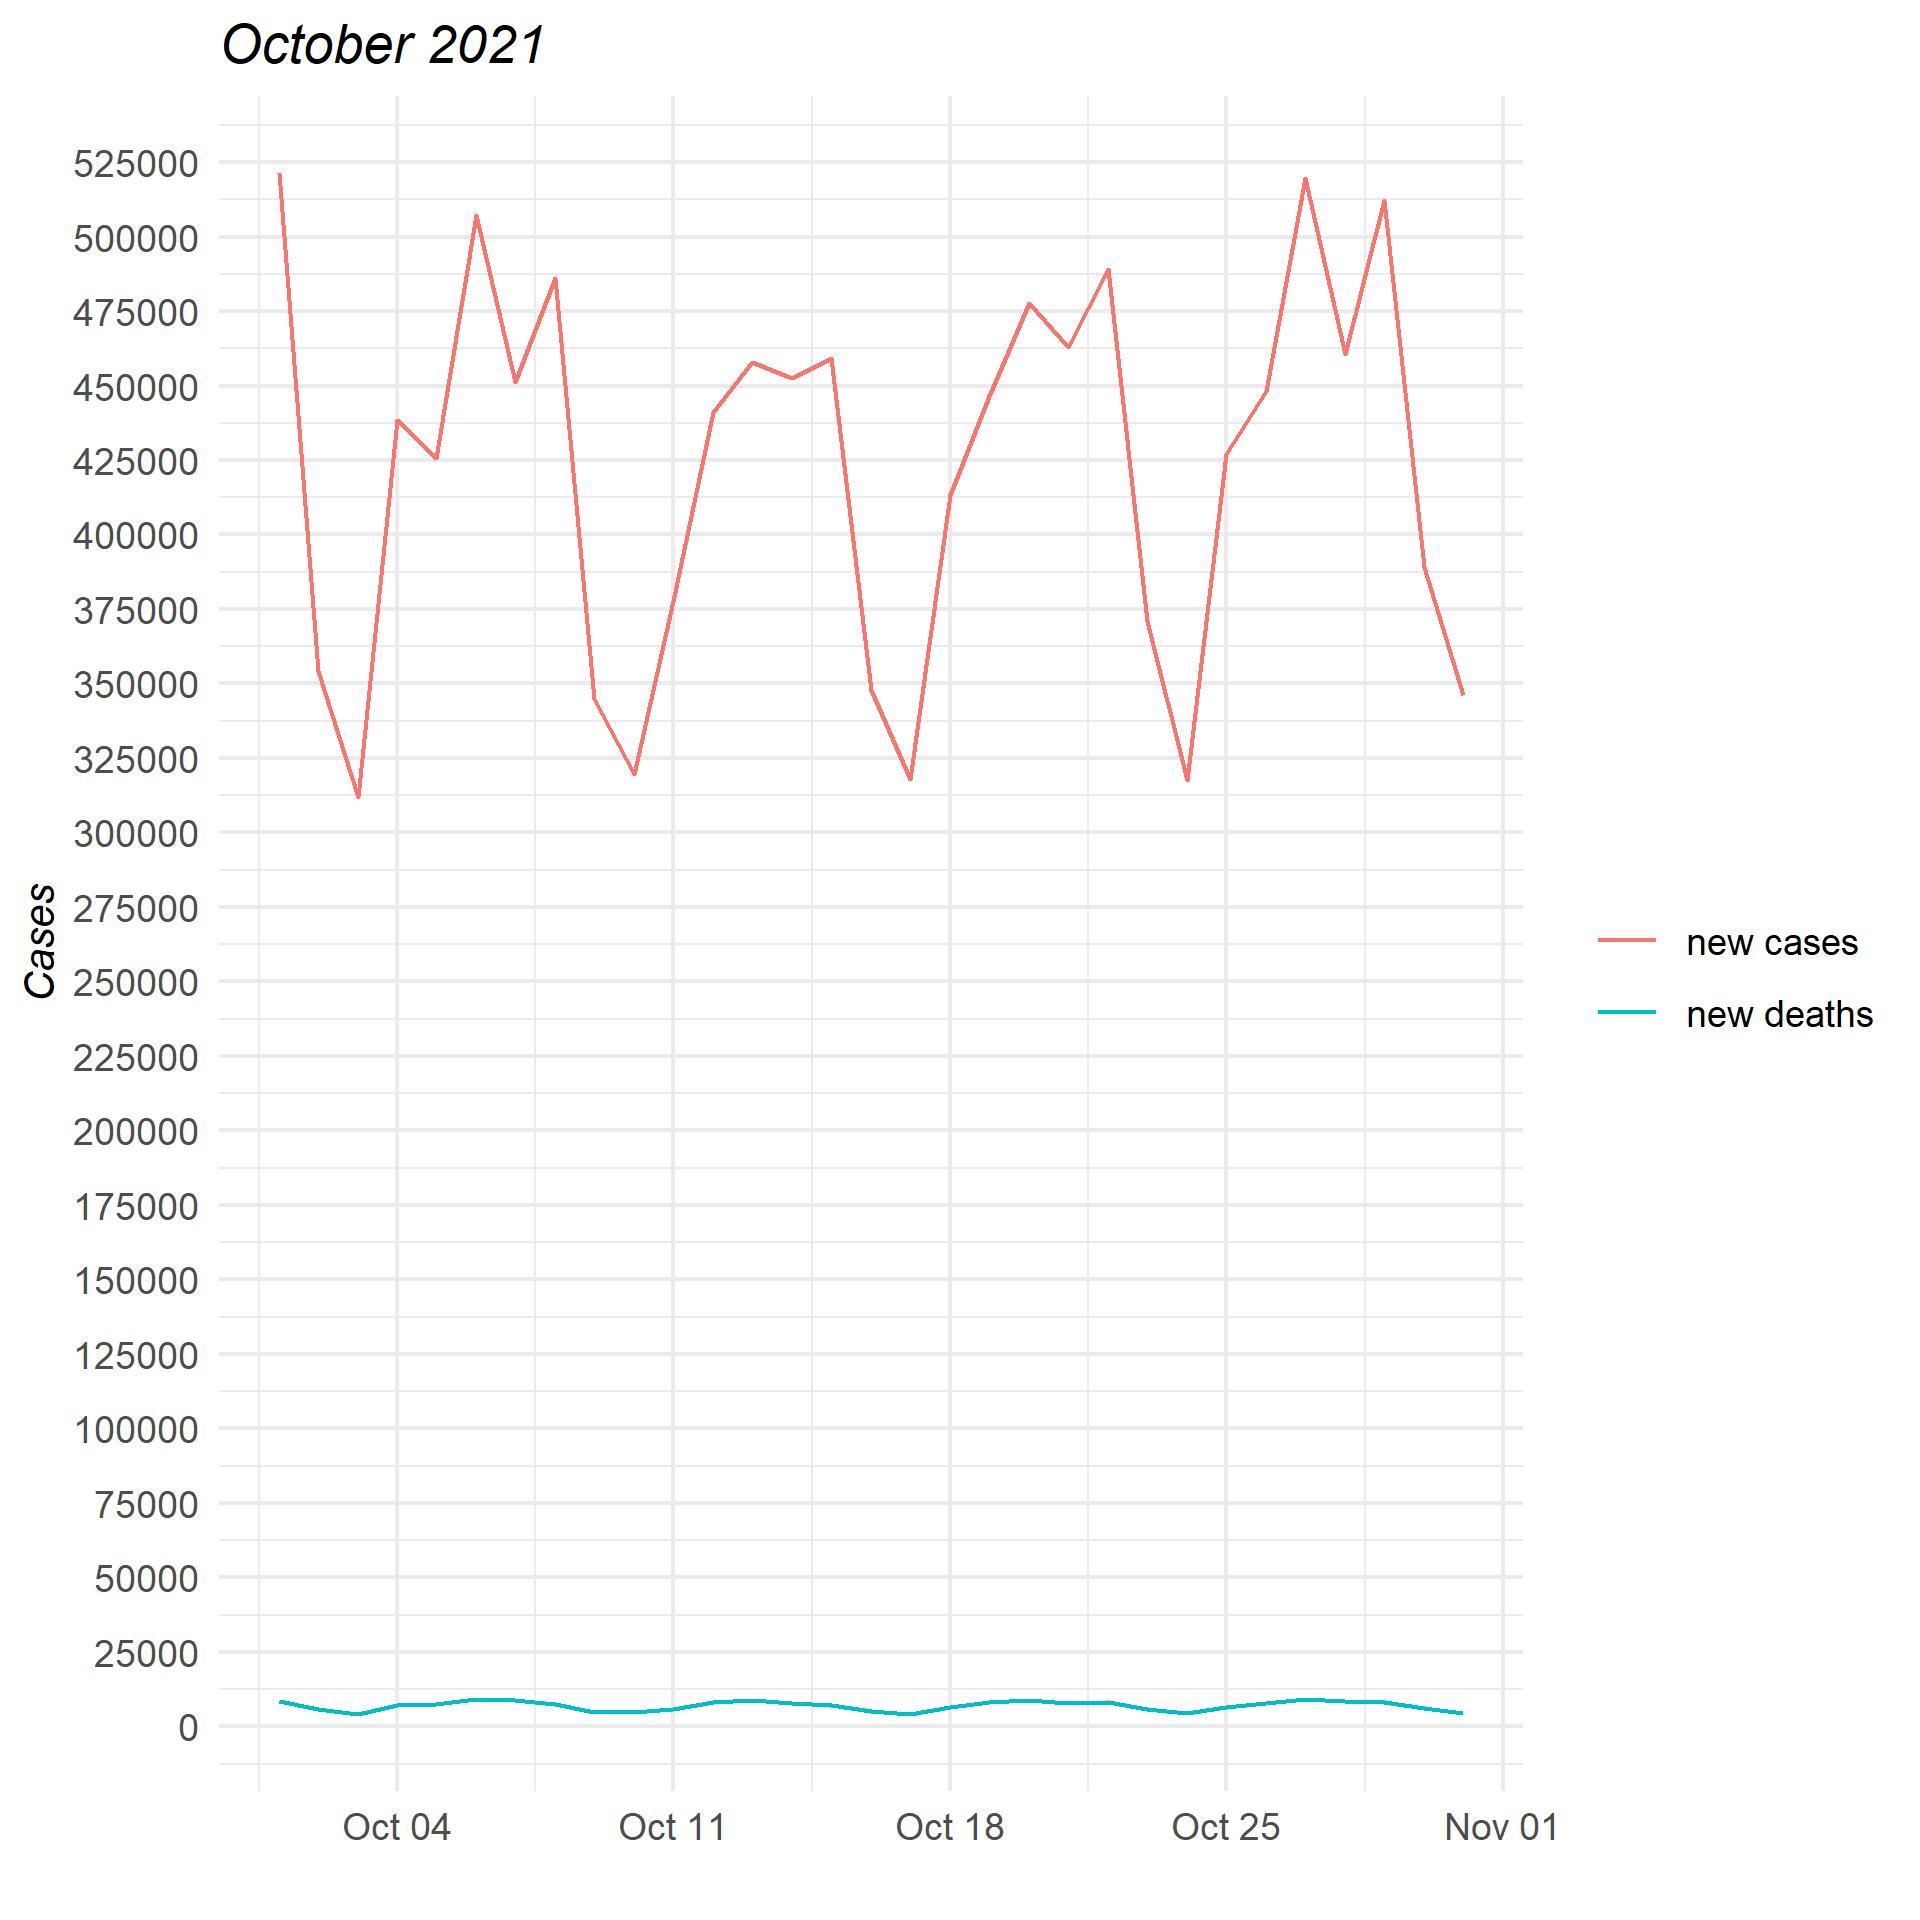 October 2021
Cases
525000
500000
475000
450000
425000
400000
375000
350000
325000
300000
275000
250000
225000
200000
175000
150000
125000
100000
75000
50000
25000
0
Oct 04
Oct 11
Oct 18
Oct 25
Nov 01
new cases
new deaths